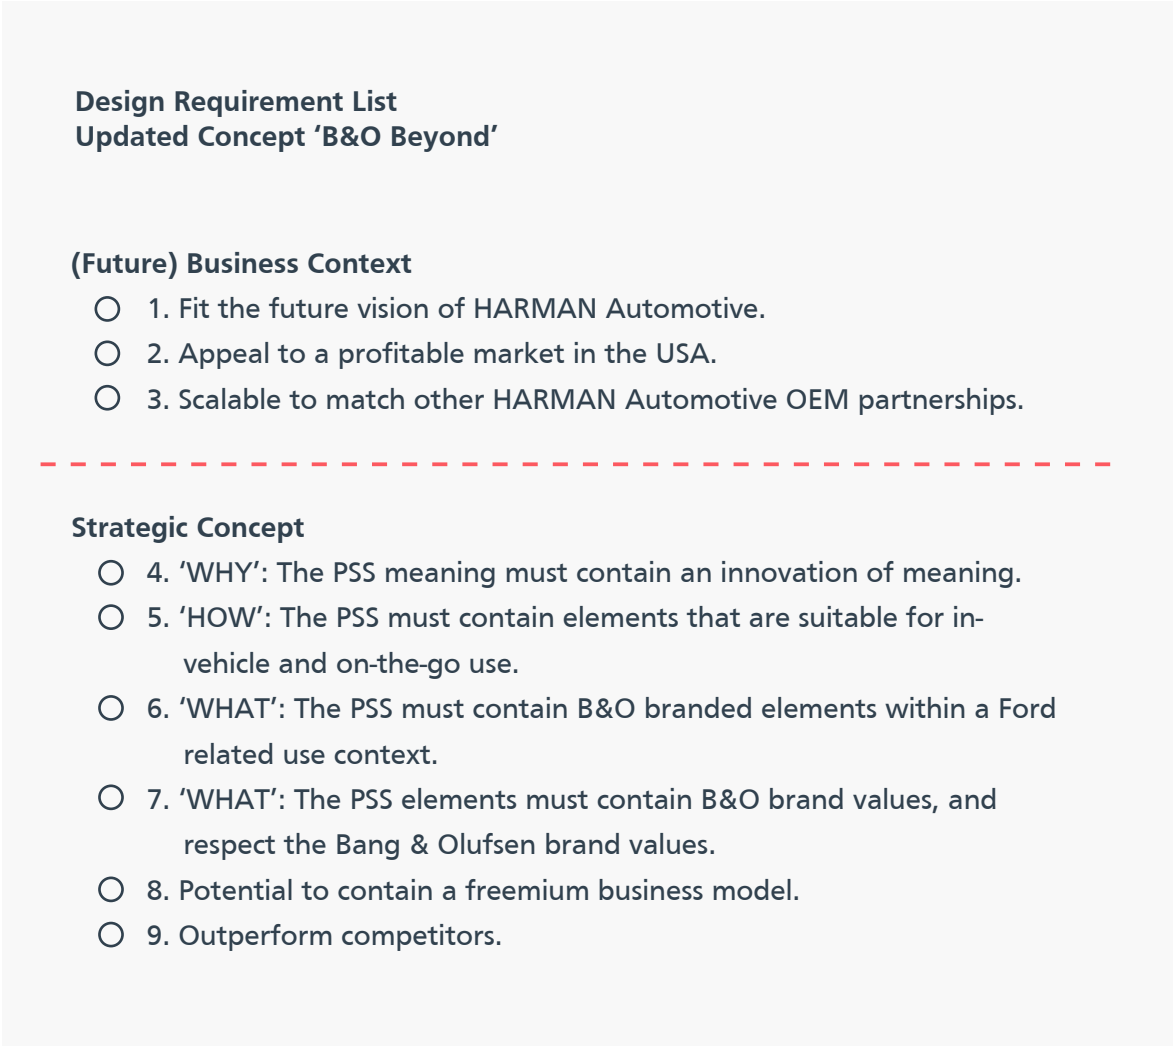 Design Requirement List
Updated Concept ‘B&O Beyond’
(Future) Business Context
1. Fit the future vision of HARMAN Automotive.
2. Appeal to a profitable market in the USA.
3. Scalable to match other HARMAN Automotive OEM partnerships.
Strategic Concept
4. ‘WHY’: The PSS meaning must contain an innovation of meaning.
5. ‘HOW’: The PSS must contain elements that are suitable for in-
vehicle and on-the-go use.
6. ‘WHAT’: The PSS must contain B&O branded elements within a Ford
related use context.
7. ‘WHAT’: The PSS elements must contain B&O brand values, and
respect the Bang & Olufsen brand values.
8. Potential to contain a freemium business model.
9. Outperform competitors.